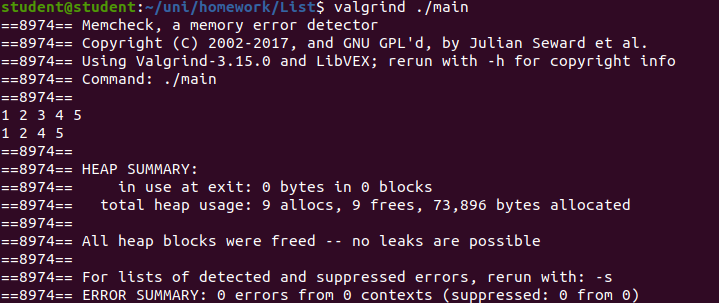 student@student:~/uni/homework/List$ valgrind ./main
==8974== Memcheck, a memory error detector
==8974== Copyright (C) 2002-2017, and GNU GPL'd, by Julian Seward et al.
==8974== Using Valgrind-3.15.0 and LibVEX; rerun with -h for copyright info
==8974== Command: ./main
==8974==
1 2 3 4 5
1 2 4 5
==8974==
==8974== HEAP SUMMARY:
==8974==     in use at exit: 0 bytes in 0 blocks
==8974==   total heap usage: 9 allocs, 9 frees, 73,896 bytes allocated
==8974==
==8974== All heap blocks were freed -- no leaks are possible
==8974==
==8974== For lists of detected and suppressed errors, rerun with: -s
==8974== ERROR SUMMARY: 0 errors from 0 contexts (suppressed: 0 from 0)